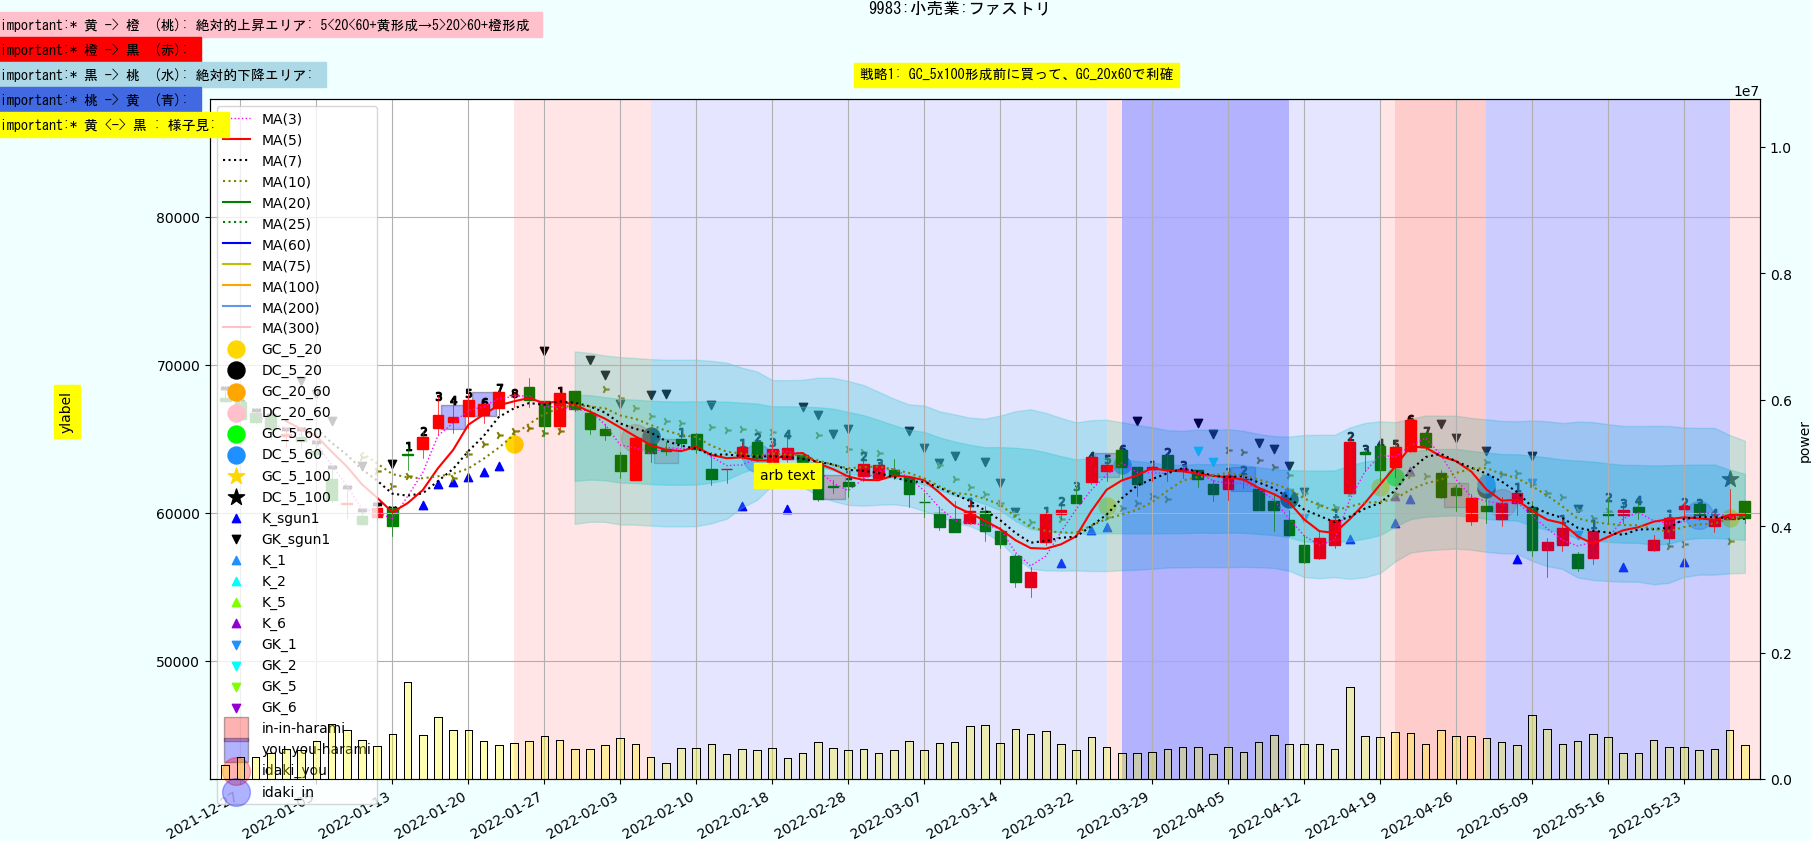 9983:小売業:ファストリ
important:* 黄 -> 橙 (桃): 絶対的上昇エリア: 5<20<60+黄形成→5>20>60+橙形成
important:* 橙 -> 黒 (赤):
important:* 黒 -> 桃 (水): 絶対的下降エリア:
important:* 桃 -> 黄 (青):
important:* 黄 <-> 黒 : 様子見:
戦略1: GC_5x100形成前に買って、GC_20x60で利確
1e7
MA(3)
MA(5)
MA(7)
MA(10)
MA(20)
MA(25)
MA(60)
MA(75)
MA(100)
MA(200)
MA(300)
GC_5_20
DC_5_20
GC_20_60
DC_20_60
GC_5_60
DC_5_60
GC_5_100
DC_5_100
K_sgun1
GK_sgun1
K_1
K_2
K_5
K_6
GK_1
GK_2
GK_5
GK_6
in-in-harami
you-you-harami
idaki_you
idaki_in
80000
70000
60000
50000
ylabel
arb text
1.0
0.8
0.6
0.4
0.2
0.0
power
2022-01-13
2022-01-20
2022-01-27
2022-02-03
2022-02-10
2022-02-18
2022-02-28
2022-03-07
2022-03-14
2022-03-22
2022-03-29
2022-04-05
2022-04-12
2022-04-19
2022-04-26
2022-05-09
2022-05-16
2022-05-23